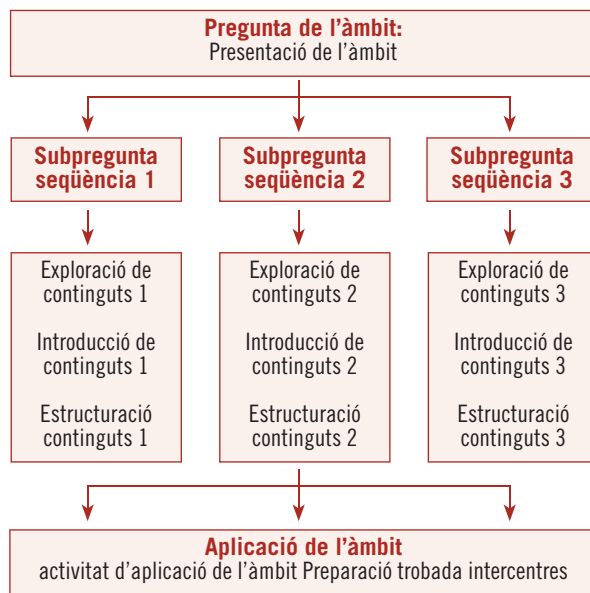 Pregunta de l’àmbit:
Presentació de l’àmbit
Subpregunta
seqüència 1
Subpregunta
seqüència 2
Subpregunta
seqüència 3
Exploració de
continguts 1
Introducció de
continguts 1
Estructuració
continguts 1
Exploració de
continguts 2
Introducció de
continguts 2
Estructuració
continguts 2
Exploració de
continguts 3
Introducció de
continguts 3
Estructuració
continguts 3
Aplicació de l’àmbit
activitat d’aplicació de l’àmbit Preparació trobada intercentres